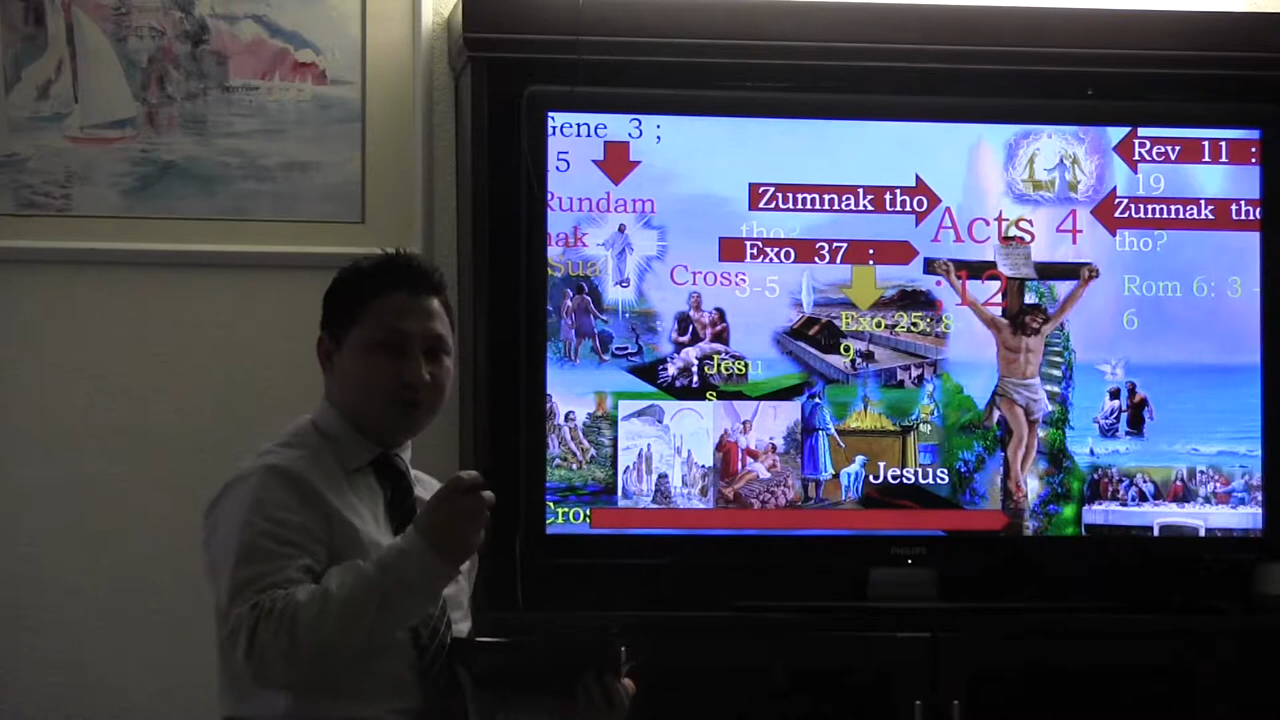 Gene 3 ;
15
Rundam
nak
Sua
Zumnak tho
tho?
Exo 37 :
3-5
Cross
Exo 25: 8
9
Jesu
s
Acts 4
:12
Rev 11 :
19
Zumnak tho
tho?
Rom 6: 3 -
6
Jesus
Cros
PHILIPS